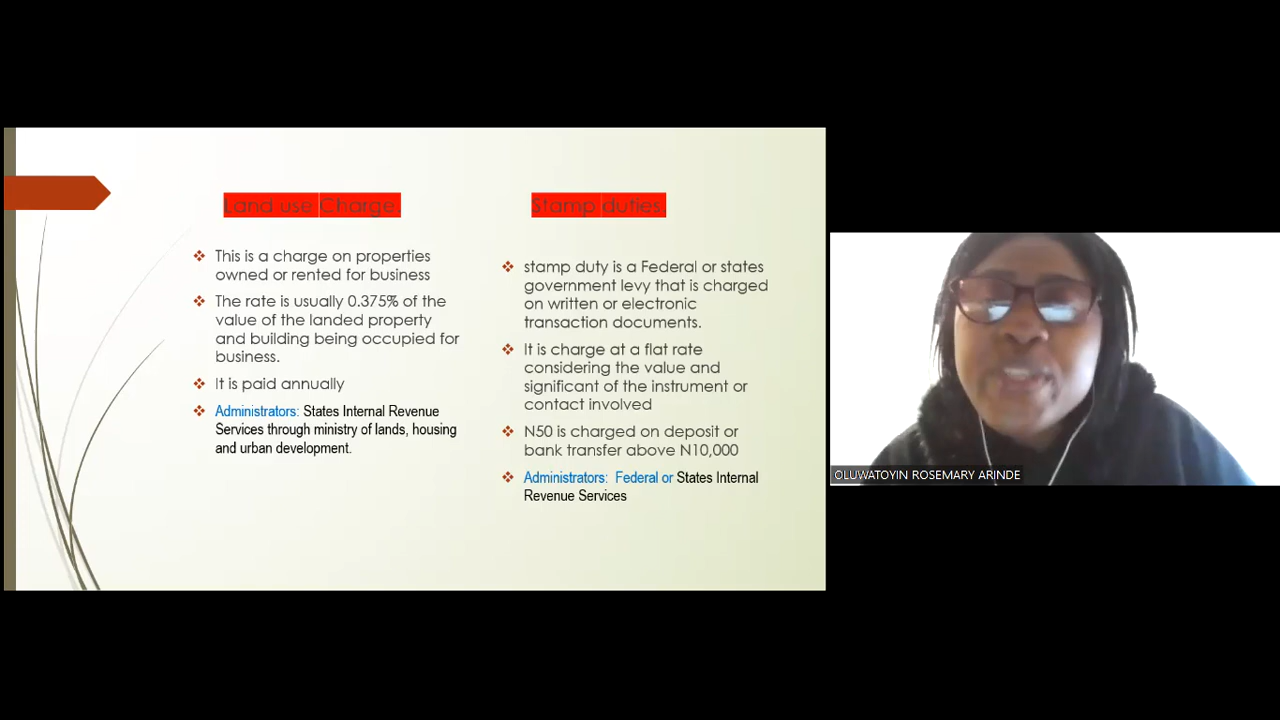 Land use Charge.
This is a charge on properties
owned or rented for business
The rate is usually 0.375% of the
value of the landed property
and building being occupied for
business.
It is paid annually
Administrators: States Internal Revenue
Services through ministry of lands, housing
and urban development.
Stamp duties.
stamp duty is a Federal or states
government levy that is charged
on written or electronic
transaction documents.
It is charge at a flat rate
considering the value and
significant of the instrument or
contact involved
N50 is charged on deposit or
bank transfer above N10,000
Administrators: Federal or States Internal
Revenue Services
OLUWATOYIN ROSEMARY ARINDE